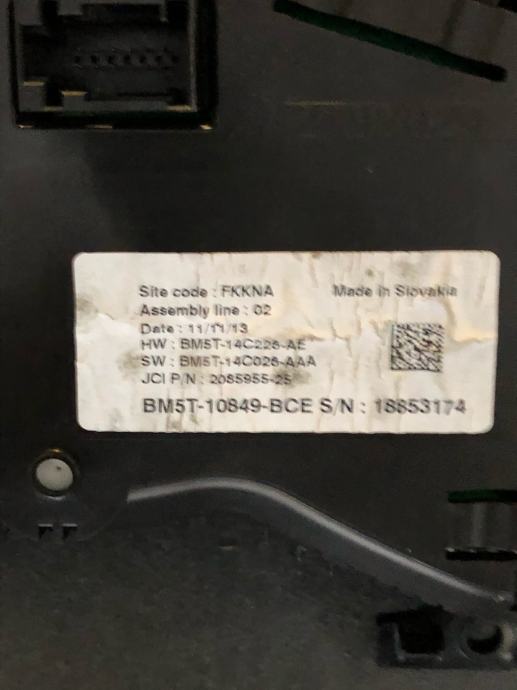 Site code : FKKNA Made in Slovakia
Assembly line : 02
Date : 11/11/13
HW : BM5T-14C226-AE
SW : BM5T-14C026-AAA
JCI P/N : 2085955-25
BM5T-10849-BCE S/N : 18853174